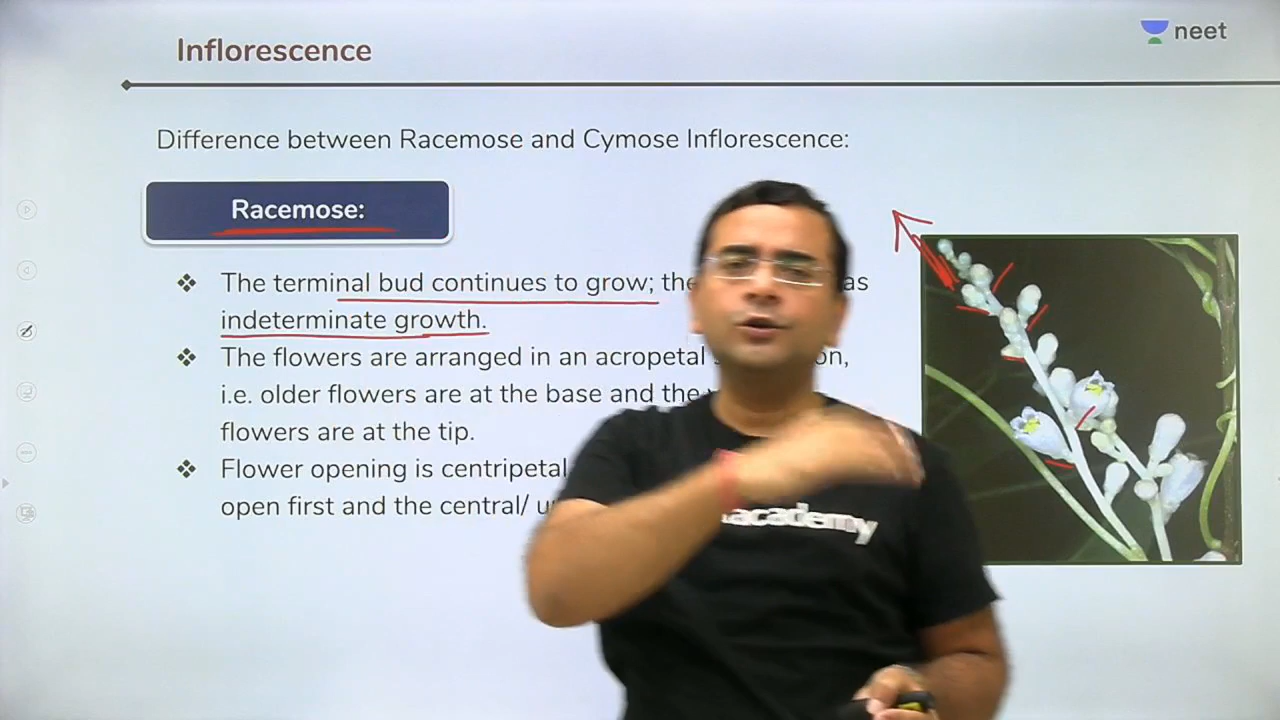 Inflorescence
neet
Difference between Racemose and Cymose Inflorescence:
Racemose:
The terminal bud continues to grow; as
indeterminate growth.
The flowers are arranged in an acropetal
i.e. older flowers are at the base and the
flowers are at the tip.
Flower opening is centripetal
open first and the central/
academy